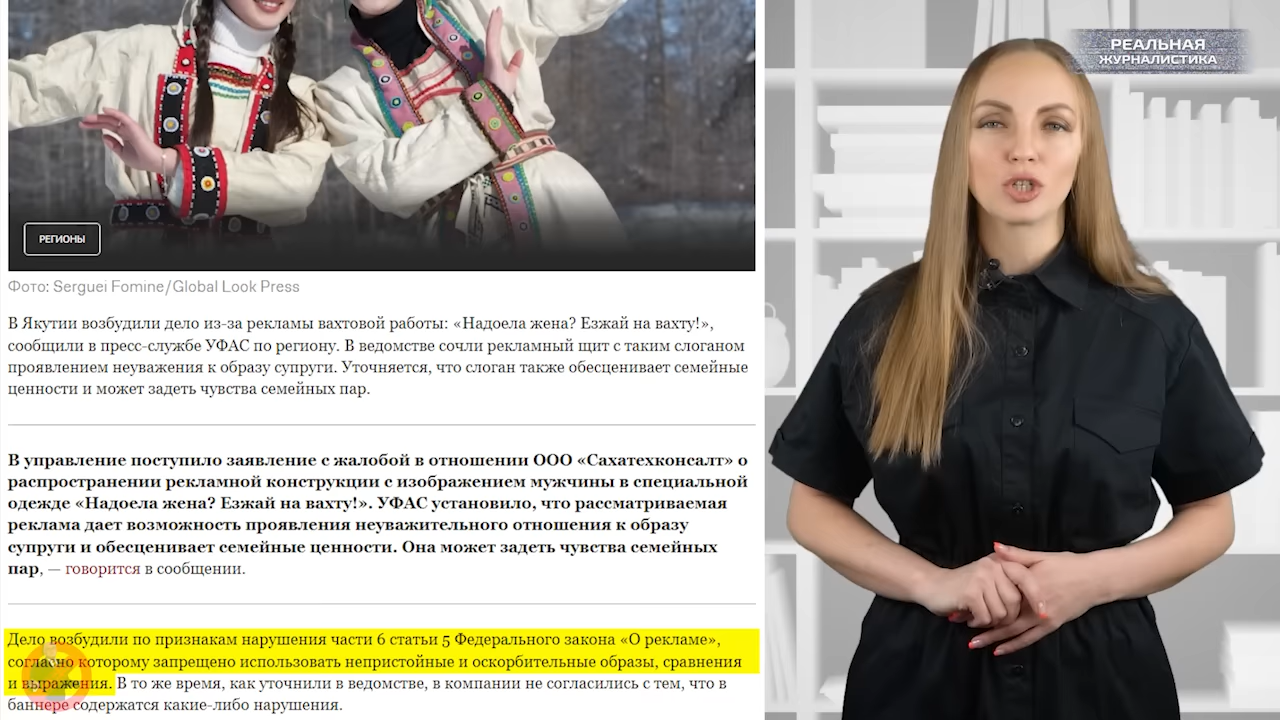 РЕАЛЬНАЯ
ЖУРНАЛИСТИКА
РЕГИОНЫ
Фото: Serguei Fomine/Global Look Press
В Якутии возбудили дело из-за рекламы вахтовой работы: «Надоела жена? Езжай на вахту!»,
сообщили в пресс-службе УФАС по региону. В ведомстве сочли рекламный щит с таким слоганом
проявлением неуважения к образу супруги. Уточняется, что слоган также обесценивает семейные
ценности и может задеть чувства семейных пар.
В управление поступило заявление с жалобой в отношении ООО «Сахатехконсалт» о
распространении рекламной конструкции с изображением мужчины в специальной
одежде «Надоела жена? Езжай на вахту!». УФАС установило, что рассматриваемая
реклама дает возможность проявления неуважительного отношения к образу
супруги и обесценивает семейные ценности. Она может задеть чувства семейных
пар, — говорится в сообщении.
Дело возбудили по признакам нарушения части 6 статьи 5 Федерального закона «О рекламе»,
согласно которому запрещено использовать непристойные и оскорбительные образы, сравнения
и выражения. В то же время, как уточнили в ведомстве, в компании не согласились с тем, что в
баннере содержатся какие-либо нарушения.